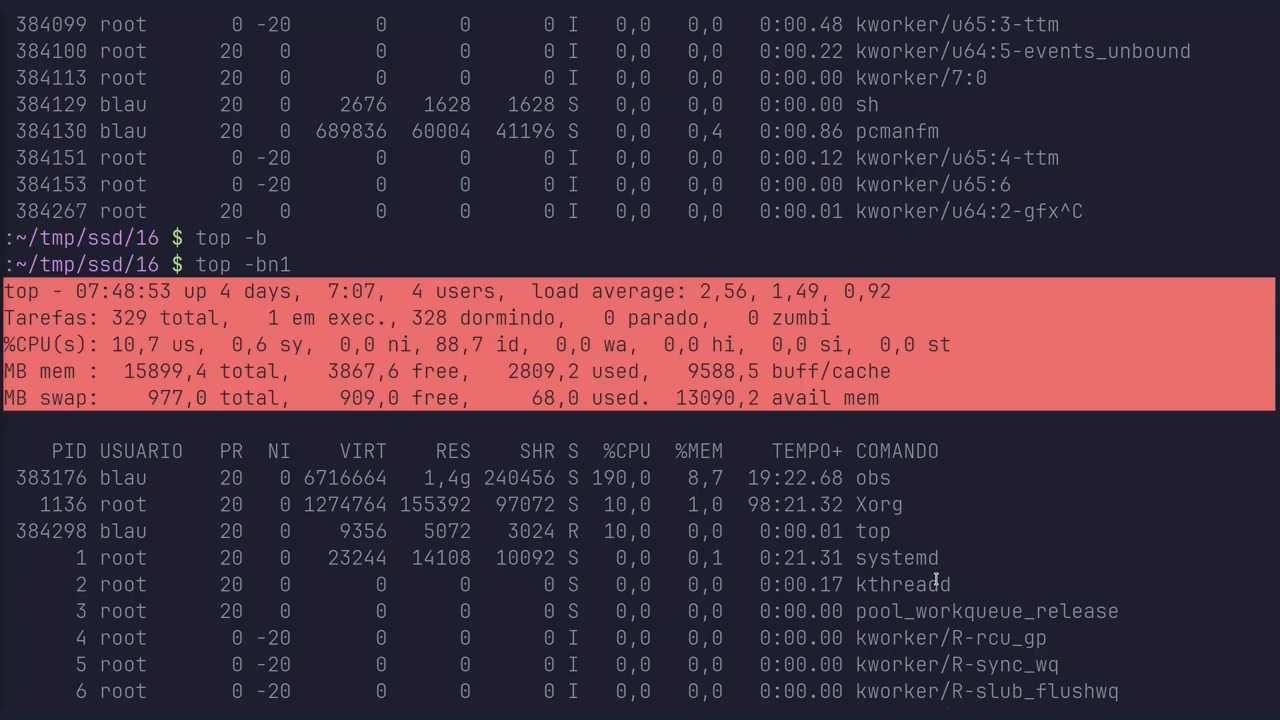 384099 root 0 -20 0 0 0 I 0,0 0,0 0:00.48 kworker/u65:3-ttm
384100 root 20 0 0 0 0 I 0,0 0,0 0:00.22 kworker/u64:5-events_unbound
384113 root 20 0 0 0 0 I 0,0 0,0 0:00.00 kworker/7:0
384129 blau 20 0 2676 1628 1628 S 0,0 0,0 0:00.00 sh
384130 blau 20 0 689836 60004 41196 S 0,0 0,4 0:00.86 pcmanfm
384151 root 0 -20 0 0 0 I 0,0 0,0 0:00.12 kworker/u65:4-ttm
384153 root 0 -20 0 0 0 I 0,0 0,0 0:00.00 kworker/u65:6
384267 root 20 0 0 0 0 I 0,0 0,0 0:00.01 kworker/u64:2-gfx^C
:~/tmp/ssd/16 $ top -b
:~/tmp/ssd/16 $ top -bn1
top - 07:48:53 up 4 days, 7:07, 4 users, load average: 2,56, 1,49, 0,92
Tarefas: 329 total, 1 em exec., 328 dormindo, 0 parado, 0 zumbi
%CPU(s): 10,7 us, 0,6 sy, 0,0 ni, 88,7 id, 0,0 wa, 0,0 hi, 0,0 si, 0,0 st
MB mem : 15899,4 total, 3867,6 free, 2809,2 used, 9588,5 buff/cache
MB swap: 977,0 total, 909,0 free, 68,0 used. 13090,2 avail mem
PID USUARIO PR NI VIRT RES SHR S %CPU %MEM TEMPO+ COMANDO
383176 blau 20 0 6716664 1,4g 240456 S 190,0 8,7 19:22.68 obs
1136 root 20 0 1274764 155392 97072 S 10,0 1,0 98:21.32 Xorg
384298 blau 20 0 9356 5072 3024 R 10,0 0,0 0:00.01 top
1 root 20 0 23244 14108 10092 S 0,0 0,1 0:21.31 systemd
2 root 20 0 0 0 0 S 0,0 0,0 0:00.17 kthreadd
3 root 20 0 0 0 0 S 0,0 0,0 0:00.00 pool_workqueue_release
4 root 0 -20 0 0 0 I 0,0 0,0 0:00.00 kworker/R-rcu_gp
5 root 0 -20 0 0 0 I 0,0 0,0 0:00.00 kworker/R-sync_wq
6 root 0 -20 0 0 0 I 0,0 0,0 0:00.00 kworker/R-slub_flushwq